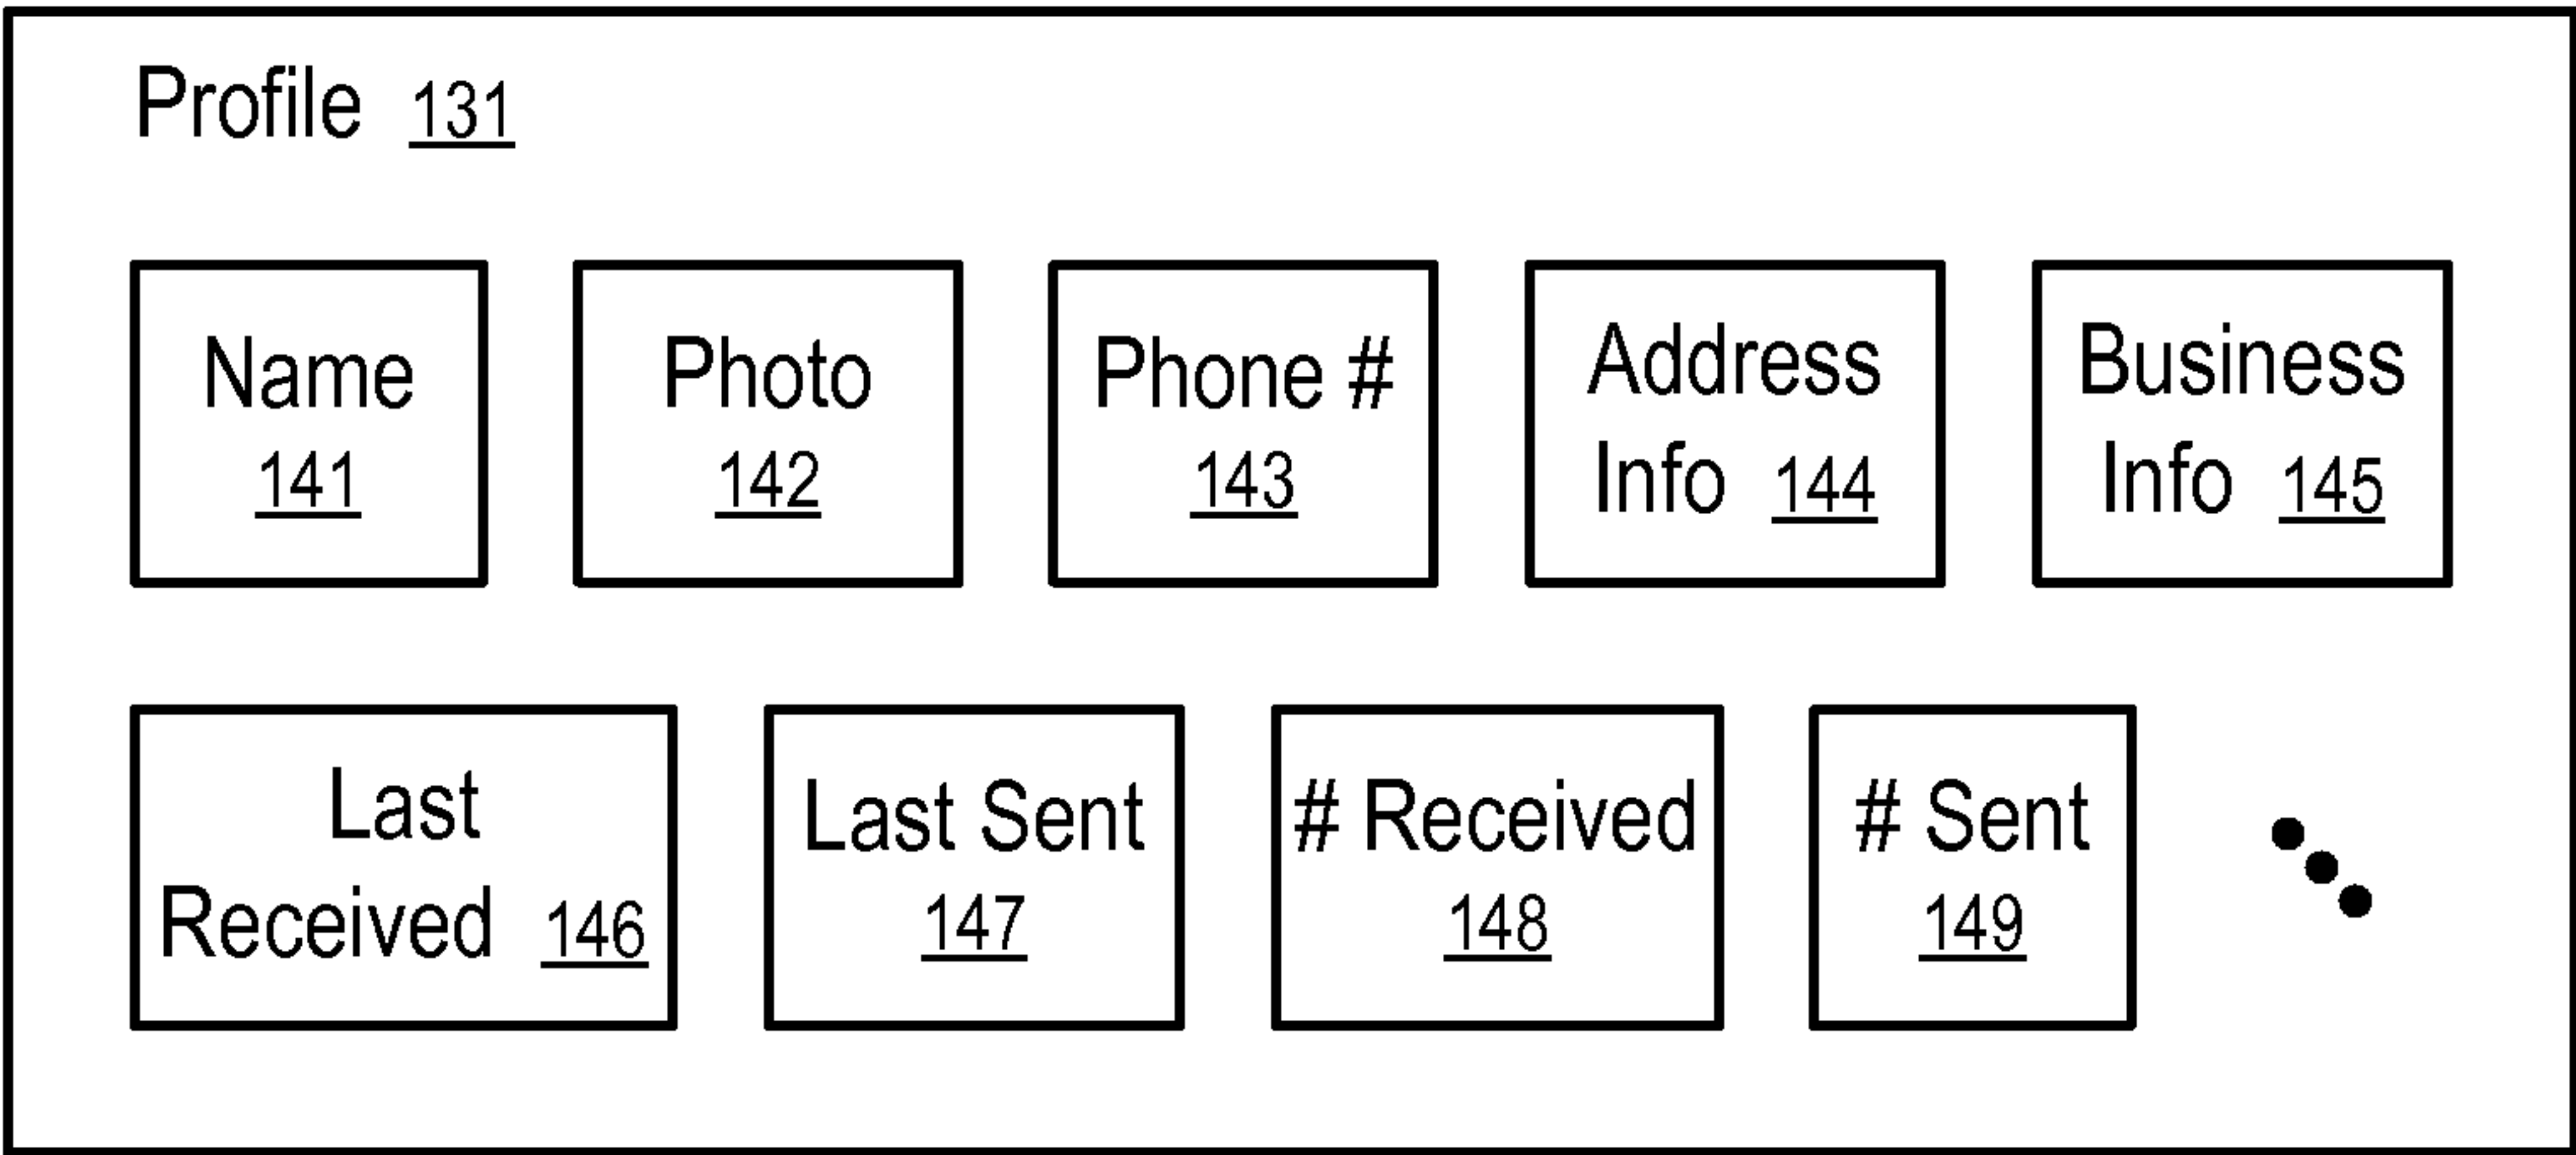 Profile 131
Name
141
Photo
142
Phone #
143
Address
Info 144
Business
Info 145
Last
Received 146
Last Sent
147
# Received
148
# Sent
149